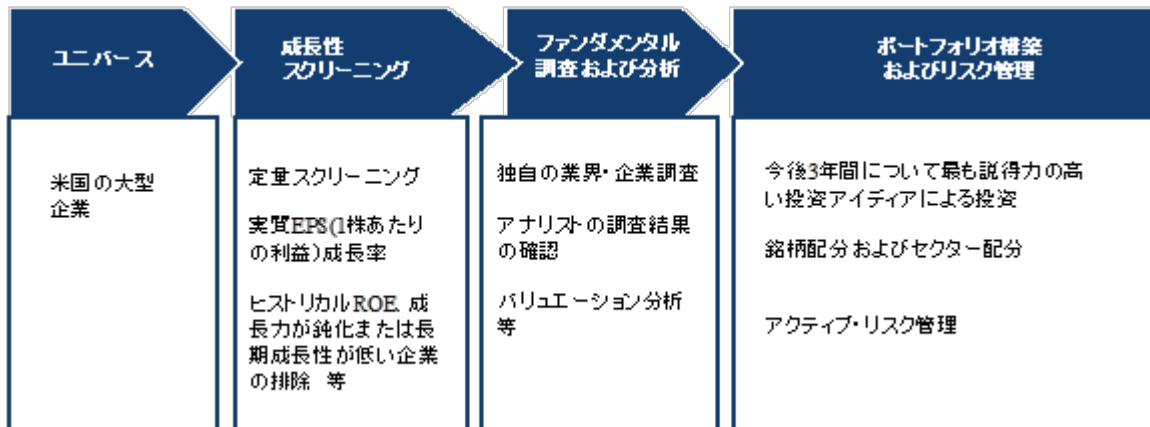 ユニバース
成長性
スクリーニング
ファンダメンタル
調査および分析
ポートフォリオ構築
およびリスク管理
米国の大型
企業
定量スクリーニング
実質EPS(1株あたり
の利益)成長率
ヒストリカルROE、成
長力が鈍化または長
期成長性が低い企業
の排除 等
独自の業界・企業調査
アナリストの調査結果
の確認
バリュエーション分析
等
今後3年間について最も説得力の高
い投資アイディアによる投資
銘柄配分およびセクター配分
アクティブ・リスク管理